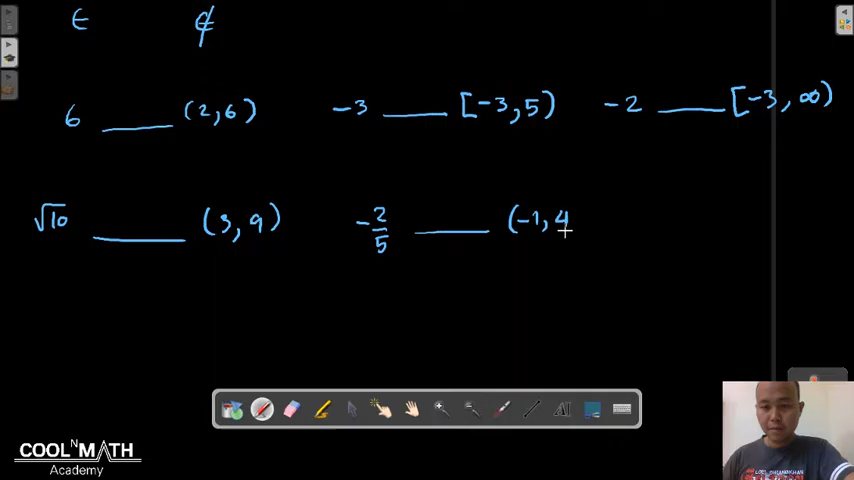 ∈ ∉
6 ____ (2,6) -3 ____ [-3,5) -2 ____ [-3,∞)
√10 ____ (3,9) -2/5 ____ (-1,4
COOL N MATH
Academy